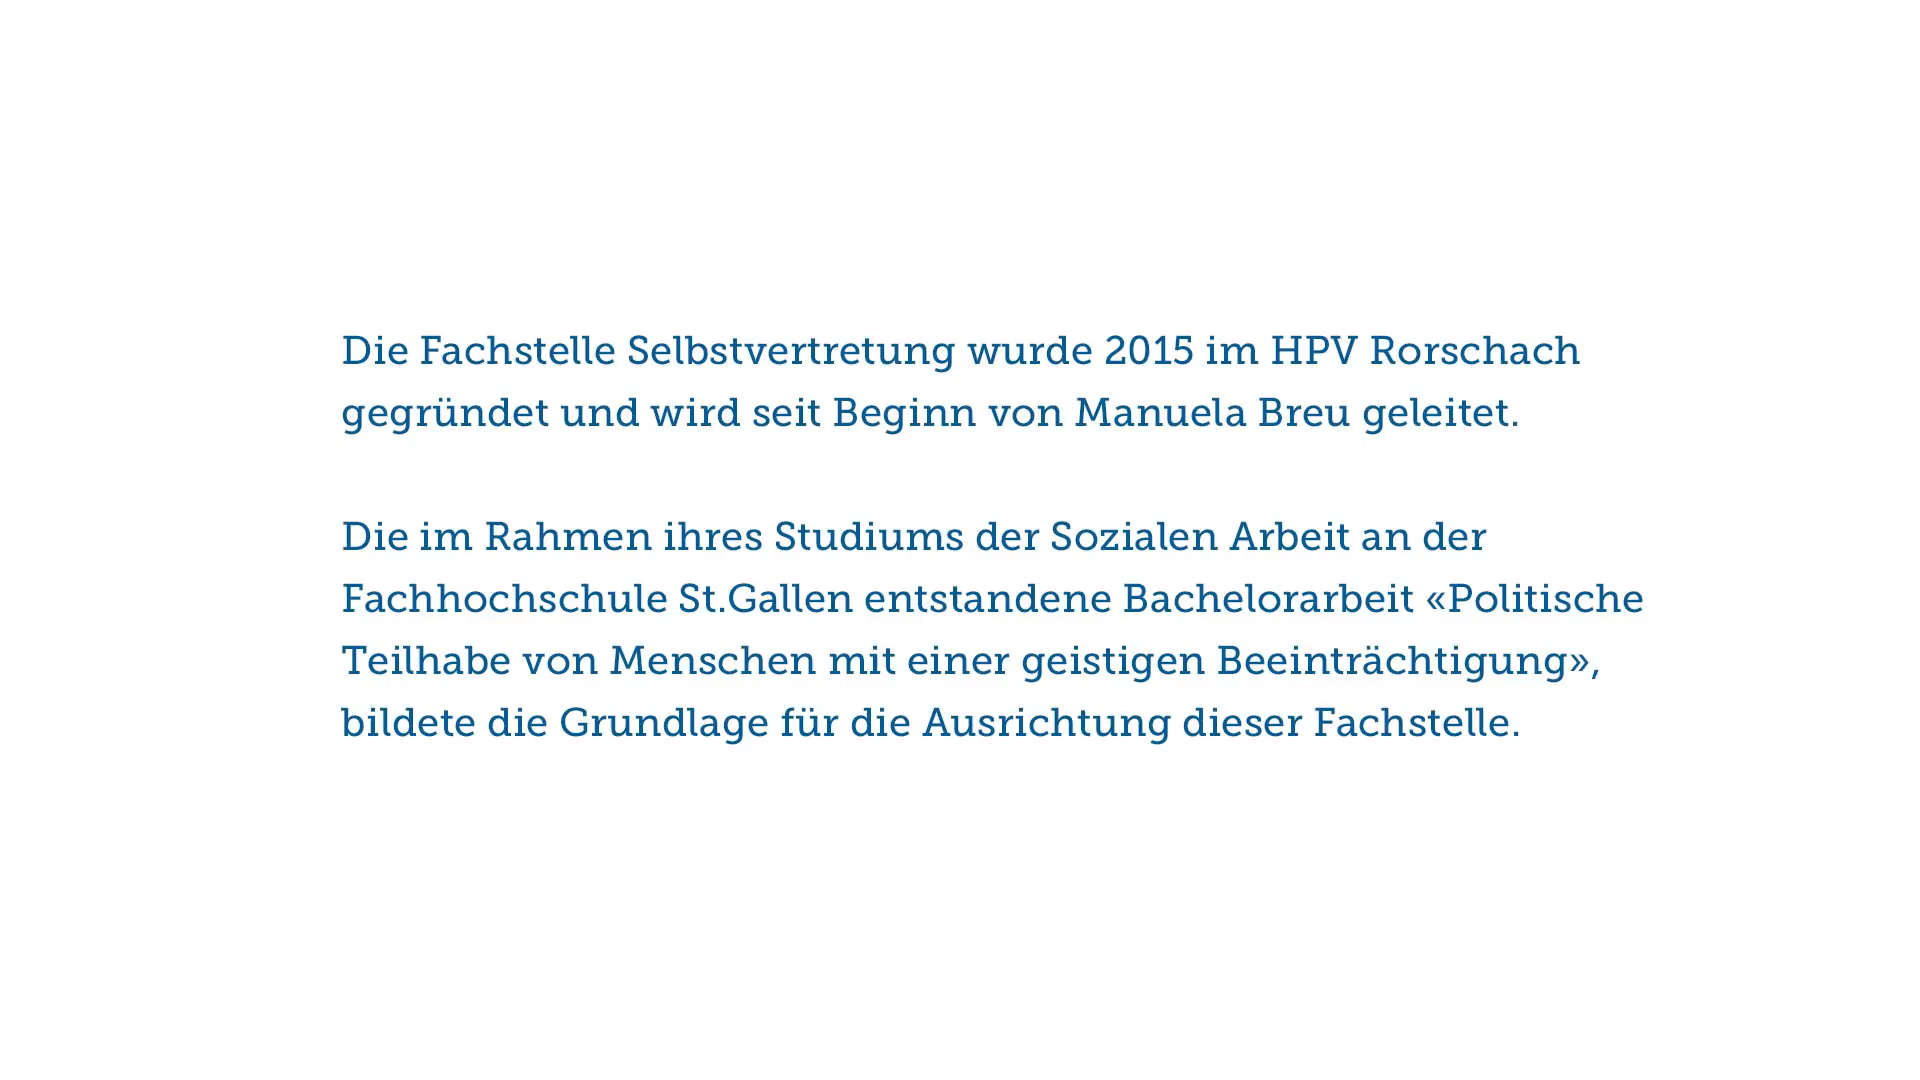 Die Fachstelle Selbstvertretung wurde 2015 im HPV Rorschach
gegründet und wird seit Beginn von Manuela Breu geleitet.
Die im Rahmen ihres Studiums der Sozialen Arbeit an der
Fachhochschule St.Gallen entstandene Bachelorarbeit «Politische
Teilhabe von Menschen mit einer geistigen Beeinträchtigung»,
bildete die Grundlage für die Ausrichtung dieser Fachstelle.